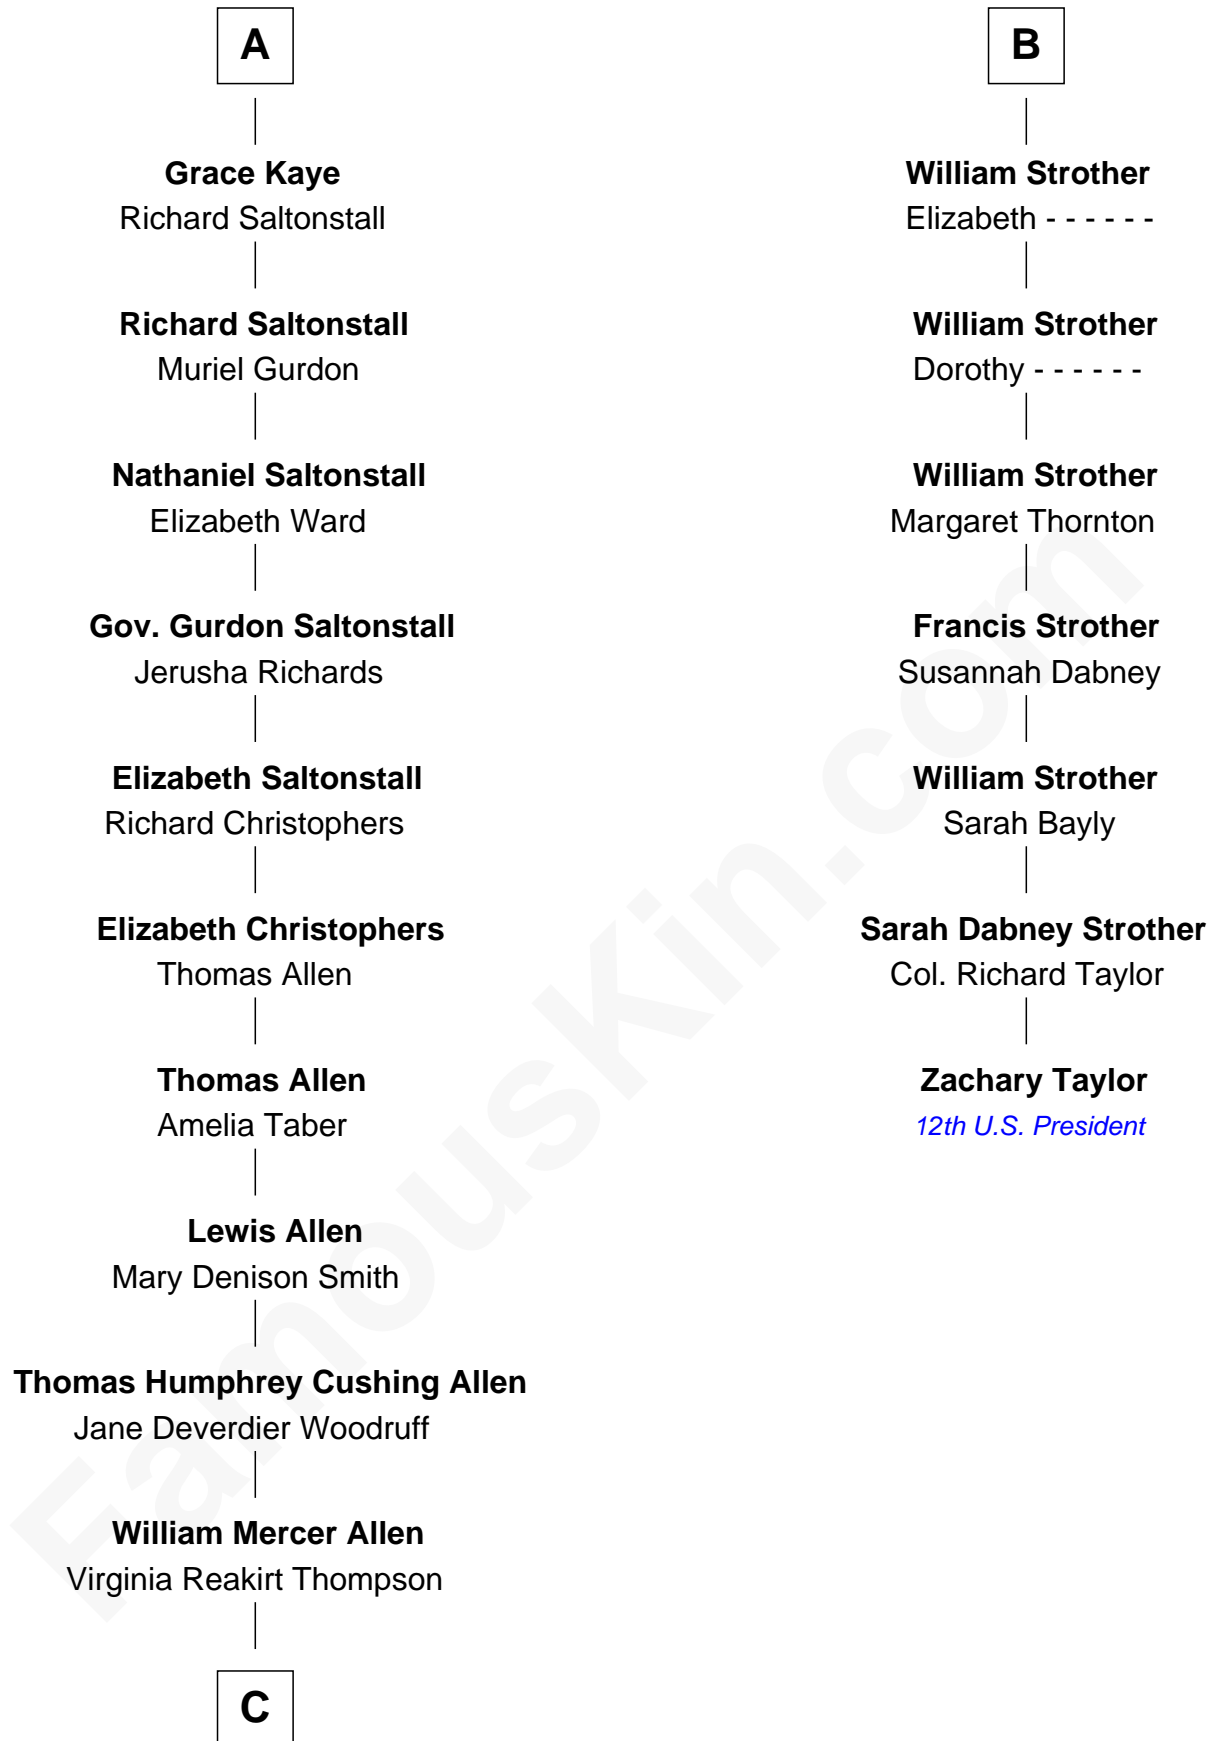 A
Grace Kaye
Richard Saltonstall
Richard Saltonstall
Muriel Gurdon
Nathaniel Saltonstall
Elizabeth Ward
Gov. Gurdon Saltonstall
Jerusha Richards
Elizabeth Saltonstall
Richard Christophers
Elizabeth Christophers
Thomas Allen
Thomas Allen
Amelia Taber
Lewis Allen
Mary Denison Smith
Thomas Humphrey Cushing Allen
Jane Deverdier Woodruff
William Mercer Allen
Virginia Reakirt Thompson
C
B
William Strother
Elizabeth - - - - - -
William Strother
Dorothy - - - - - -
William Strother
Margaret Thornton
Francis Strother
Susannah Dabney
William Strother
Sarah Bayly
Sarah Dabney Strother
Col. Richard Taylor
Zachary Taylor
12th U.S. President
FamousKin.com